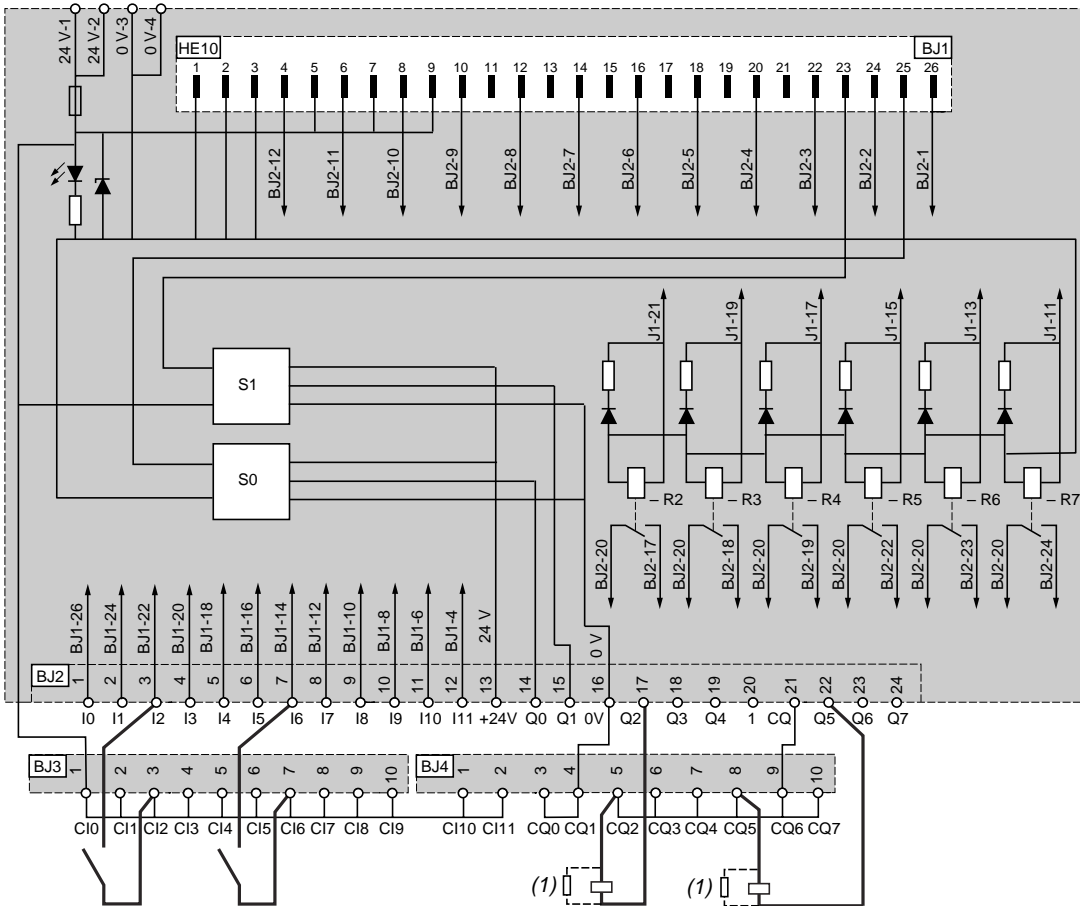 24 V-1
24 V-2
0 V-3
0 V-4
HE10
BJ1
1 2 3 4 5 6 7 8 9 10 11 12 13 14 15 16 17 18 19 20 21 22 23 24 25 26
BJ2-12
BJ2-11
BJ2-10
BJ2-9
BJ2-8
BJ2-7
BJ2-6
BJ2-5
BJ2-4
BJ2-3
BJ2-2
BJ2-1
J1-21
J1-19
J1-17
J1-15
J1-13
J1-11
S1
S0
– R2
– R3
– R4
– R5
– R6
– R7
BJ2-20
BJ2-17
BJ2-20
BJ2-18
BJ2-20
BJ2-19
BJ2-20
BJ2-22
BJ2-20
BJ2-23
BJ2-20
BJ2-24
BJ1-26
BJ1-24
BJ1-22
BJ1-20
BJ1-18
BJ1-16
BJ1-14
BJ1-12
BJ1-10
BJ1-8
BJ1-6
BJ1-4
24 V
0 V
BJ2
1 2 3 4 5 6 7 8 9 10 11 12 13 14 15 16 17 18 19 20 21 22 23 24
I0 I1 I2 I3 I4 I5 I6 I7 I8 I9 I10 I11 +24V Q0 Q1 0V Q2 Q3 Q4 1 CQ Q5 Q6 Q7
BJ3
1 2 3 4 5 6 7 8 9 10
BJ4
1 2 3 4 5 6 7 8 9 10
CI0 CI1 CI2 CI3 CI4 CI5 CI6 CI7 CI8 CI9 CI10 CI11 CQ0 CQ1 CQ2 CQ3 CQ4 CQ5 CQ6 CQ7
(1)
(1)